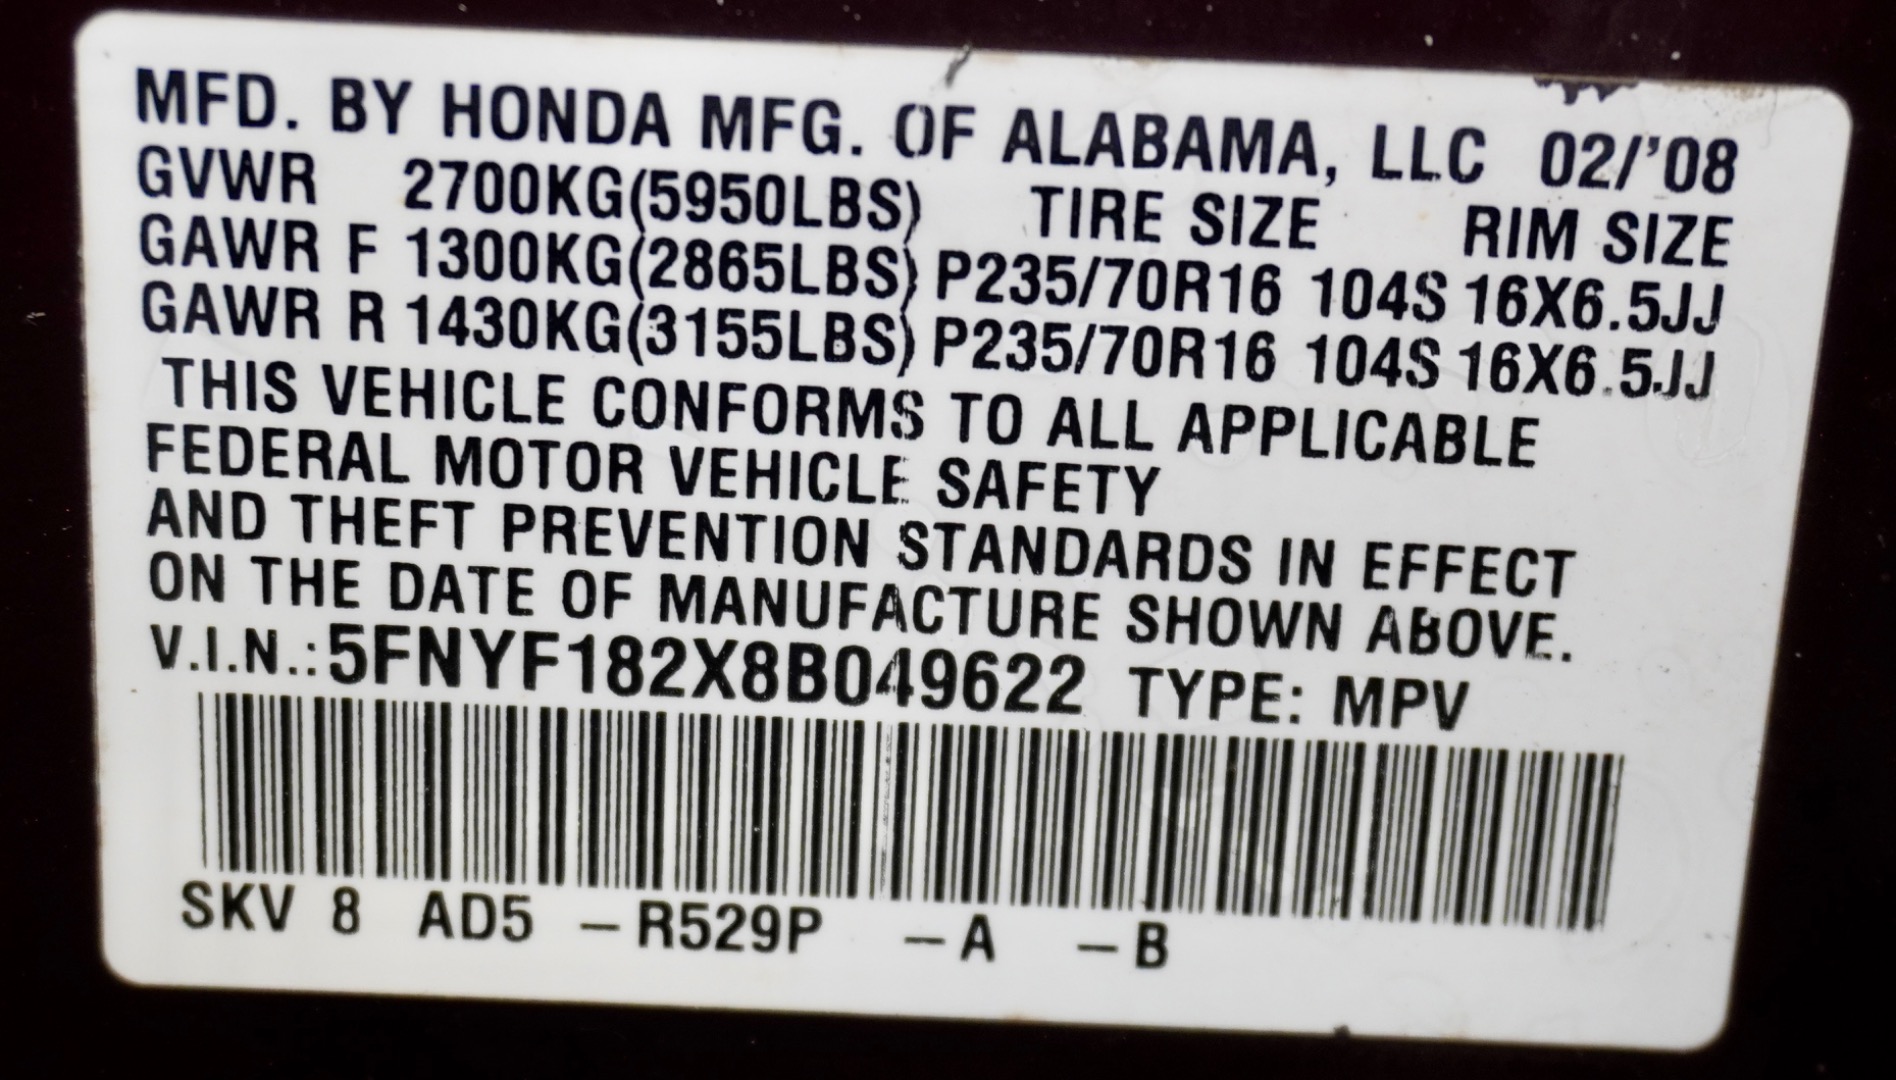 MFD. BY HONDA MFG. OF ALABAMA, LLC 02/'08
GVWR 2700KG(5950LBS) TIRE SIZE RIM SIZE
GAWR F 1300KG(2865LBS) P235/70R16 104S 16X6.5JJ
GAWR R 1430KG(3155LBS) P235/70R16 104S 16X6.5JJ
THIS VEHICLE CONFORMS TO ALL APPLICABLE
FEDERAL MOTOR VEHICLE SAFETY
AND THEFT PREVENTION STANDARDS IN EFFECT
ON THE DATE OF MANUFACTURE SHOWN ABOVE.
V.I.N.:5FNYF182X8B049622 TYPE: MPV
SKV 8 AD5 –R529P –A –B